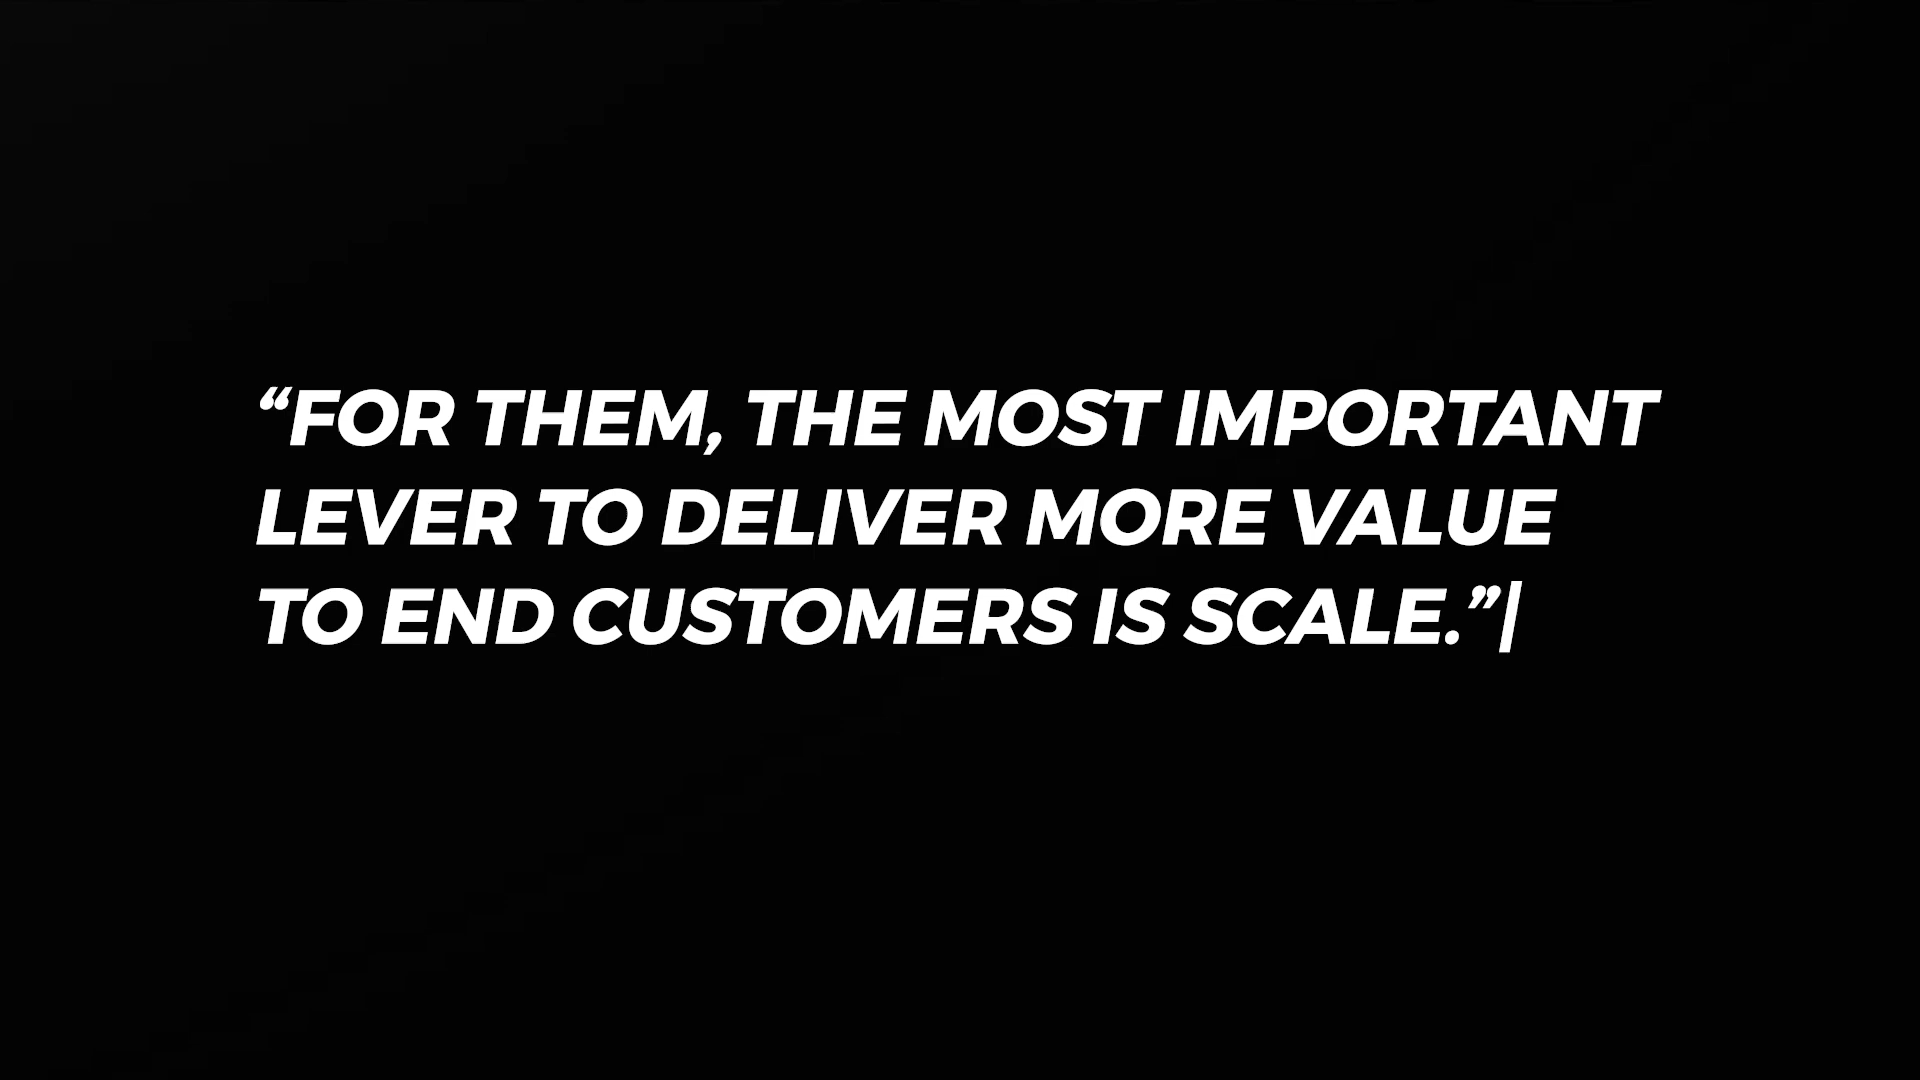 “FOR THEM, THE MOST IMPORTANT
LEVER TO DELIVER MORE VALUE
TO END CUSTOMERS IS SCALE.”|